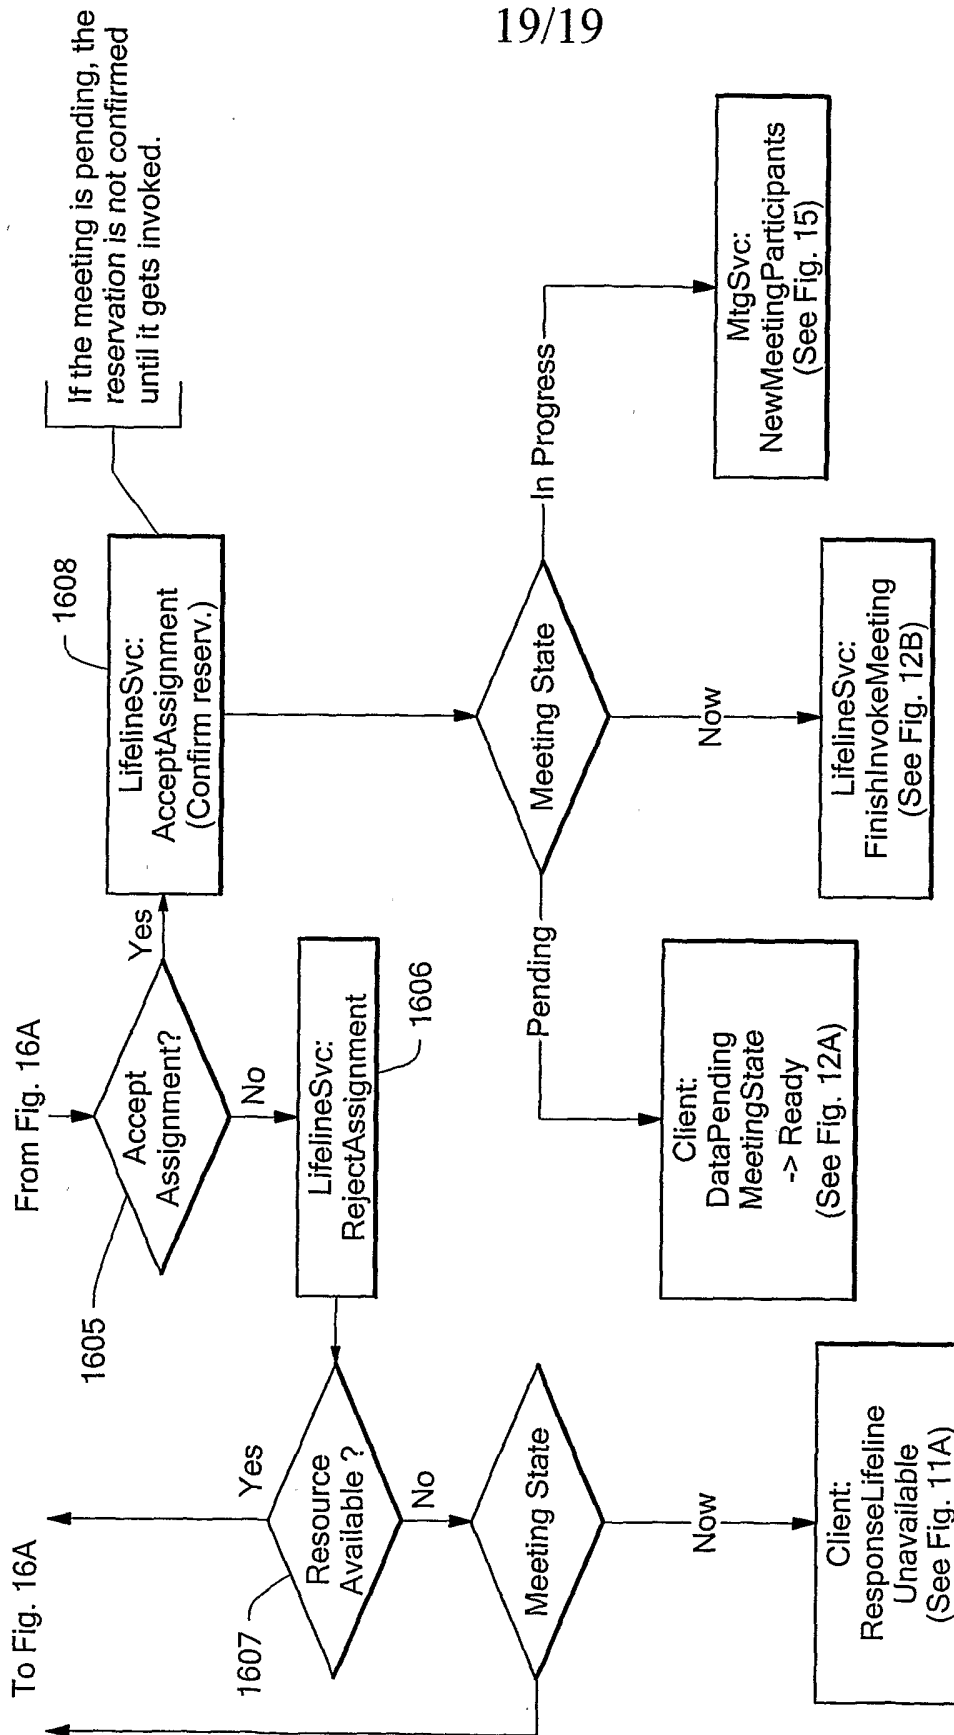 19/19
To Fig. 16A
From Fig. 16A
If the meeting is pending, the
reservation is not confirmed
until it gets invoked.
1605
Accept
Assignment?
Yes
No
1608
LifelineSvc:
AcceptAssignment
(Confirm reserv.)
LifelineSvc:
RejectAssignment
1606
1607
Resource
Available ?
Yes
No
Meeting State
Now
Client:
ResponseLifeline
Unavailable
(See Fig. 11A)
Meeting State
Pending
Now
In Progress
Client:
DataPending
MeetingState
-> Ready
(See Fig. 12A)
LifelineSvc:
FinishInvokeMeeting
(See Fig. 12B)
MtgSvc:
NewMeetingParticipants
(See Fig. 15)